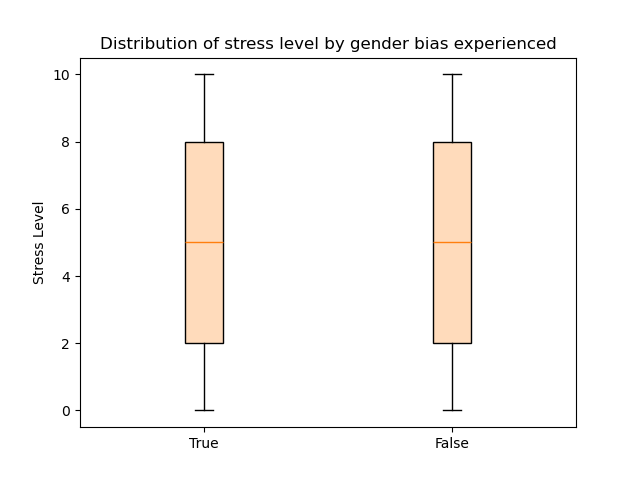 Distribution of stress level by gender bias experienced
10
8
6
4
2
0
Stress Level
True
False